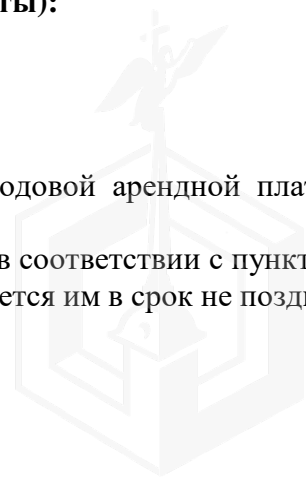 ты):
одовой арендной плат
в соответствии с пункт
ется им в срок не позд